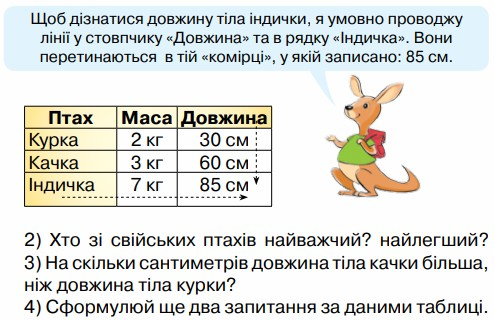 Щоб дізнатися довжину тіла індички, я умовно проводжу
лінії у стовпчику «Довжина» та в рядку «Індичка». Вони
перетинаються в тій «комірці», у якій записано: 85 см.
Птах Маса Довжина
Курка 2 кг 30 см
Качка 3 кг 60 см
Індичка 7 кг 85 см
2) Хто зі свійських птахів найважчий? найлегший?
3) На скільки сантиметрів довжина тіла качки більша,
ніж довжина тіла курки?
4) Сформулюй ще два запитання за даними таблиці.